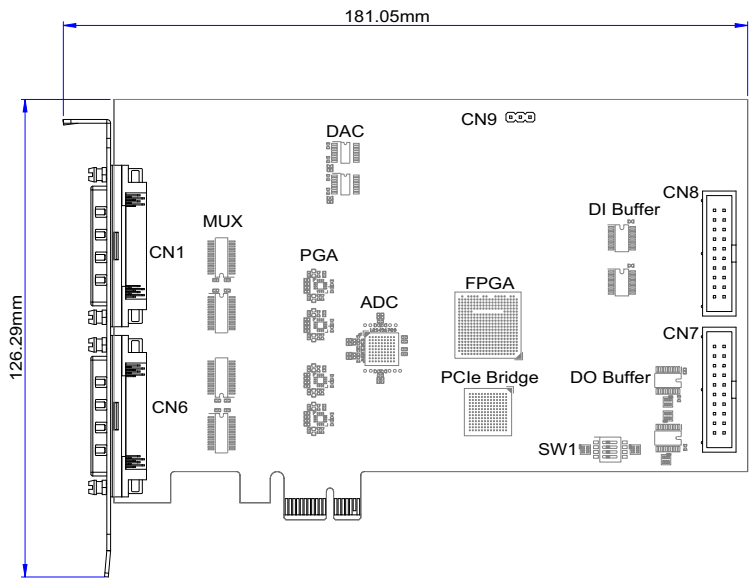 181.05mm
CN9
DAC
CN8
DI Buffer
MUX
CN1
PGA
FPGA
ADC
126.29mm
CN7
PCIe Bridge
DO Buffer
CN6
SW1